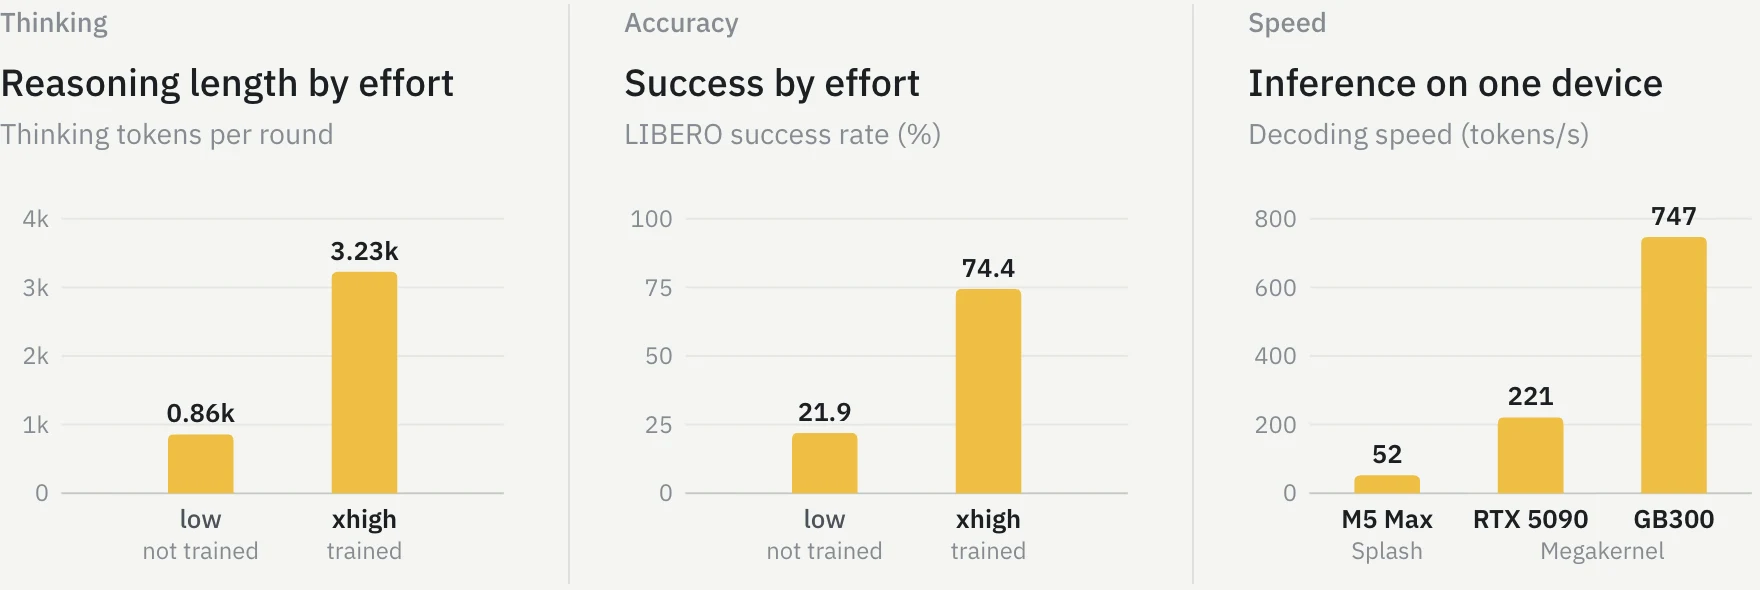 Thinking
Reasoning length by effort
Thinking tokens per round
4k
3k
2k
1k
0
0.86k
3.23k
low
xhigh
not trained
trained
Accuracy
Success by effort
LIBERO success rate (%)
100
75
50
25
0
21.9
74.4
low
xhigh
not trained
trained
Speed
Inference on one device
Decoding speed (tokens/s)
800
600
400
200
0
52
221
747
M5 Max
RTX 5090
GB300
Splash
Megakernel